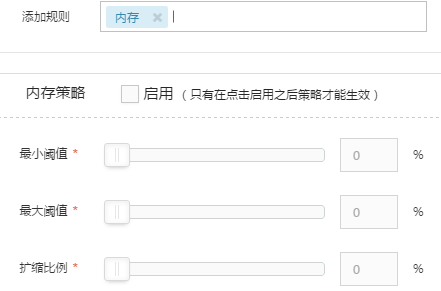 添加规则 内存 ×
内存策略 启用 （只有在点击启用之后策略才能生效）
最小阈值 * 0 %
最大阈值 * 0 %
扩缩比例 * 0 %